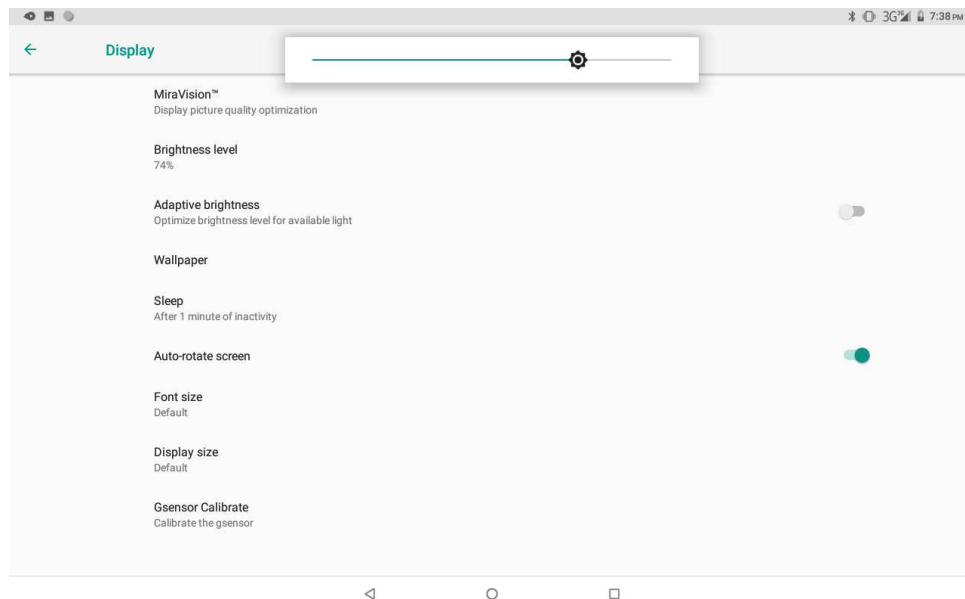 3G 3G 7:38 PM
Display
MiraVision™
Display picture quality optimization
Brightness level
74%
Adaptive brightness
Optimize brightness level for available light
Wallpaper
Sleep
After 1 minute of inactivity
Auto-rotate screen
Font size
Default
Display size
Default
Gsensor Calibrate
Calibrate the gsensor